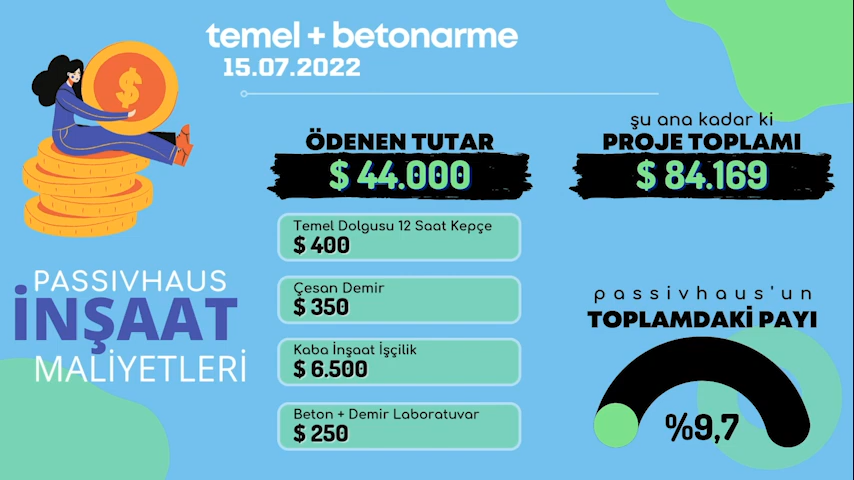 temel + betonarme
15.07.2022
ÖDENEN TUTAR
$ 44.000
şu ana kadar ki
PROJE TOPLAMI
$ 84.169
Temel Dolgusu 12 Saat Kepçe
$ 400
Çesan Demir
$ 350
Kaba İnşaat İşçilik
$ 6.500
Beton + Demir Laboratuvar
$ 250
PASSIVHAUS
İNŞAAT
MALİYETLERİ
passivhaus'un
TOPLAMDAKİ PAYI
%9,7